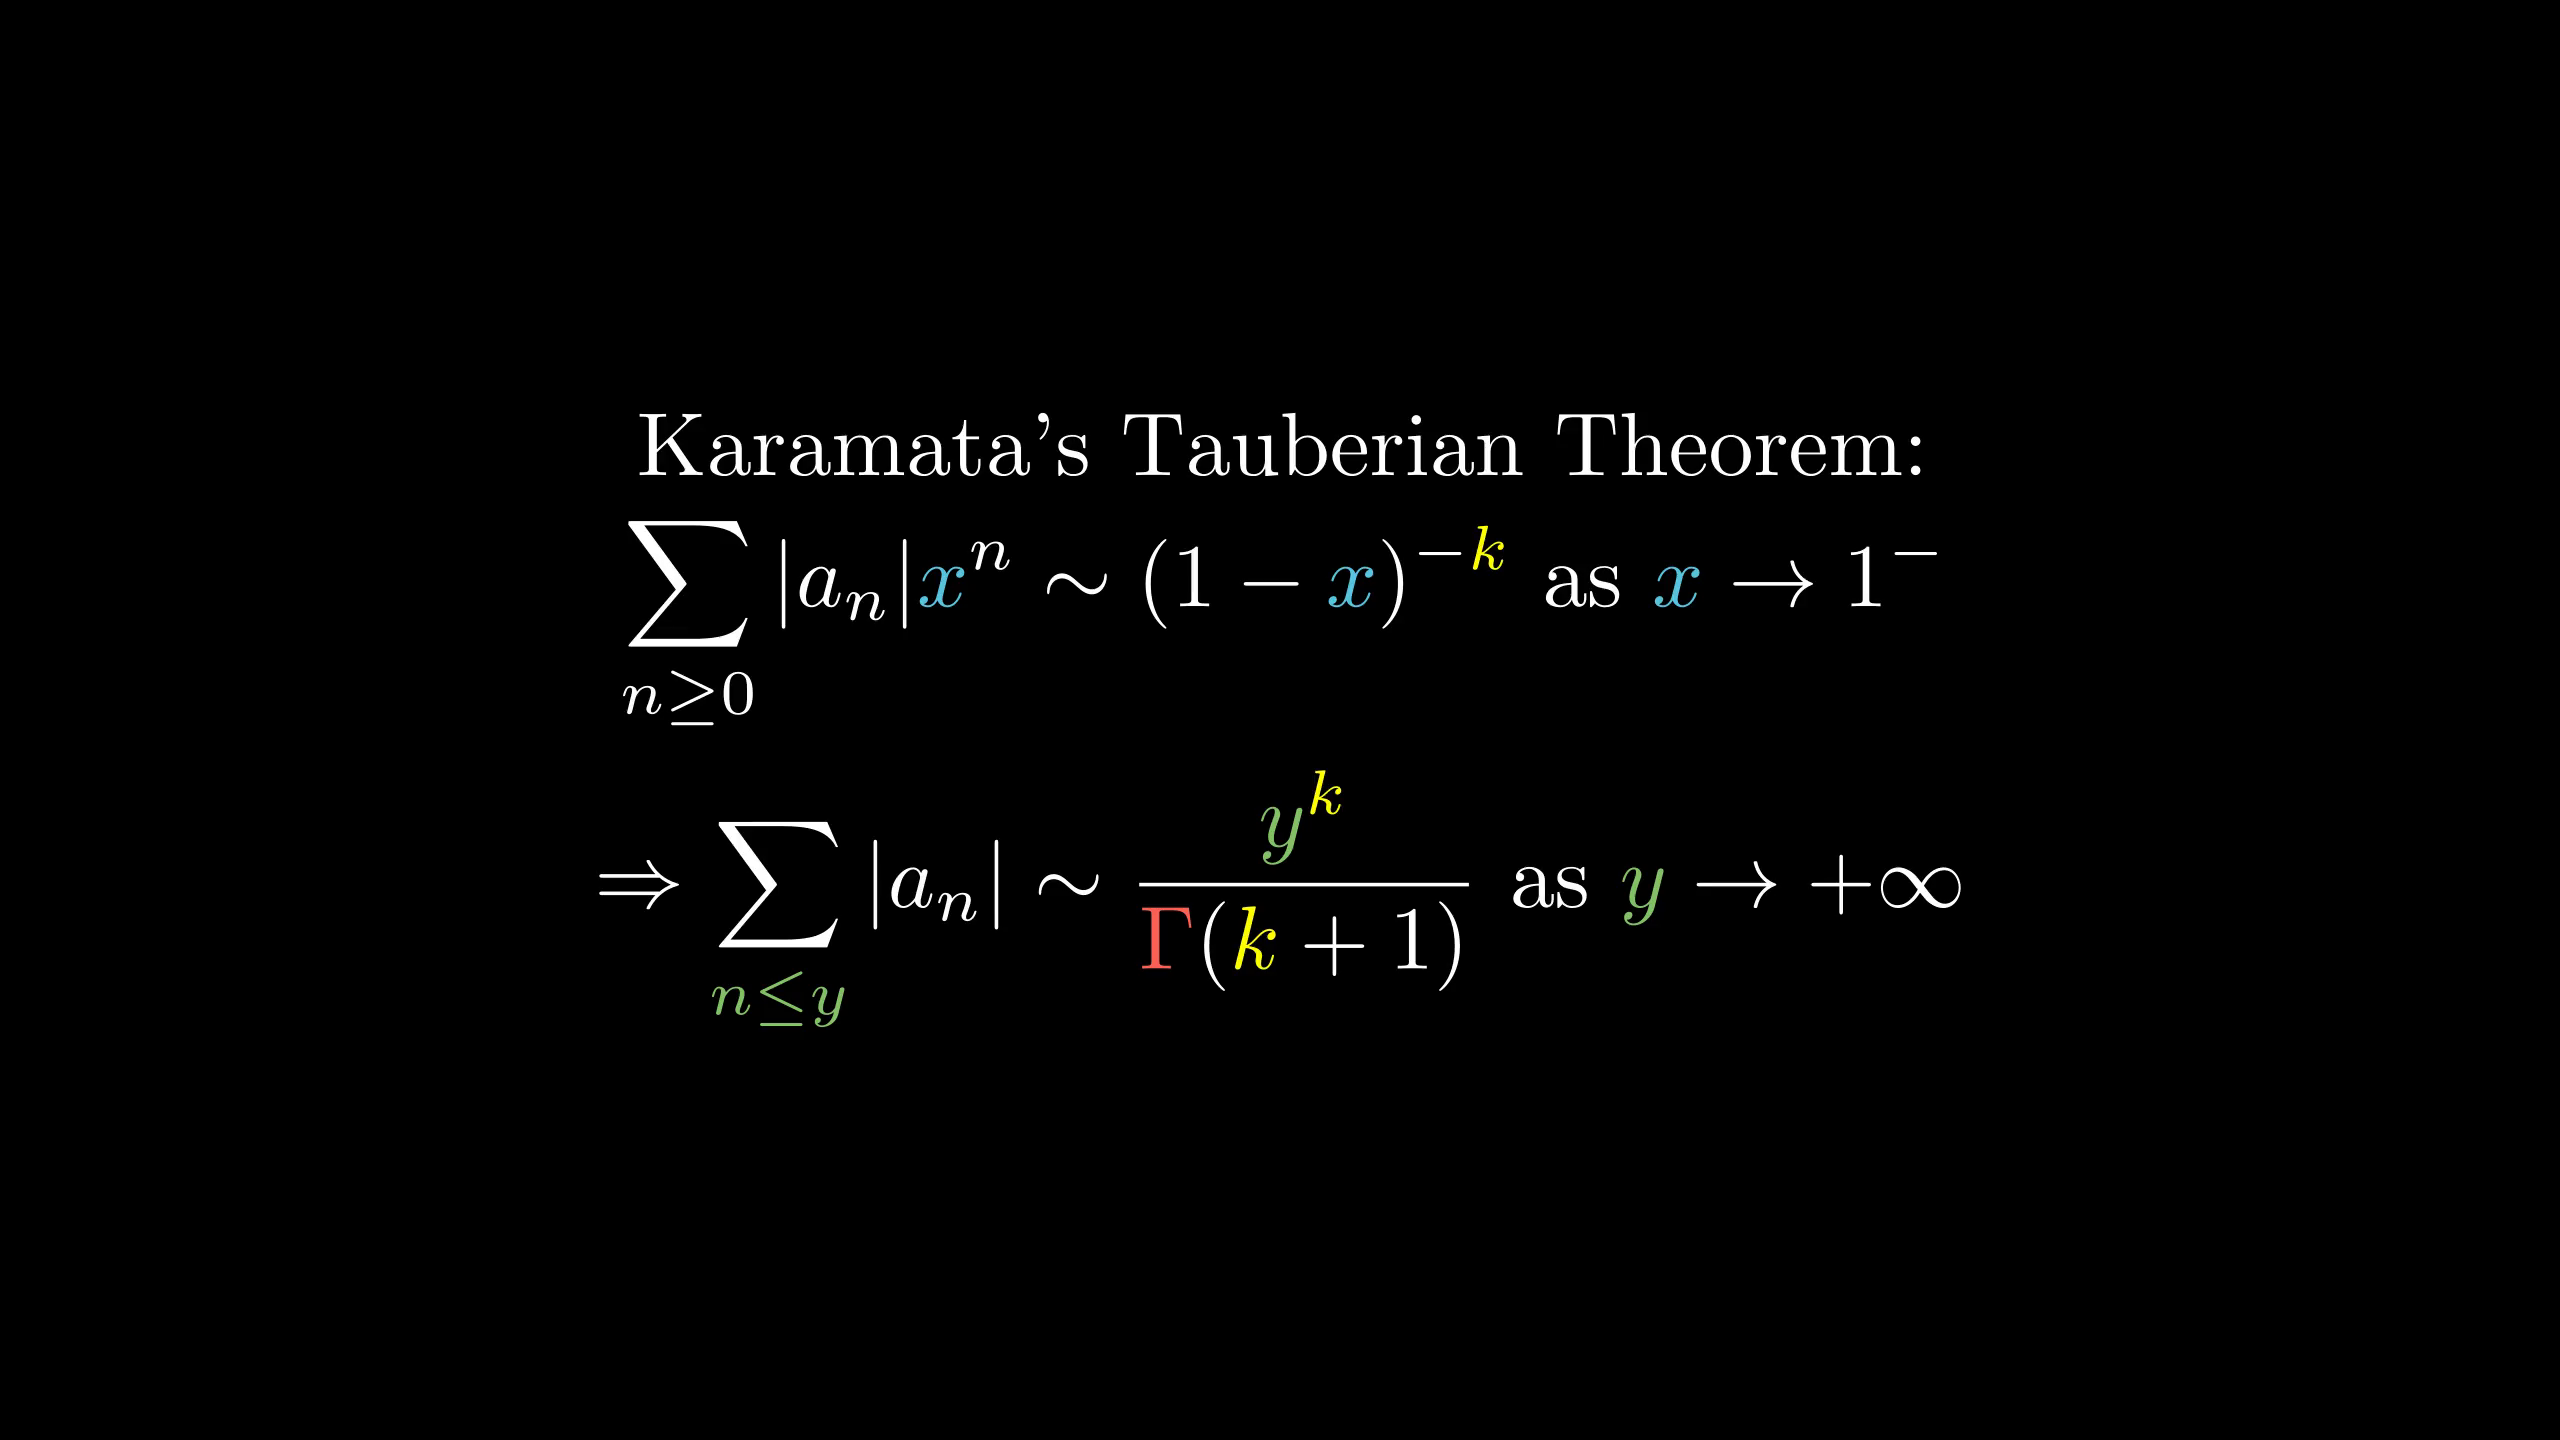 Karamata's Tauberian Theorem:
$\sum_{n \geq 0} |a_n| x^n \sim (1 - x)^{-k}$ as $x \to 1^-$
$\Rightarrow \sum_{n \leq y} |a_n| \sim \frac{y^k}{\Gamma(k+1)}$ as $y \to +\infty$